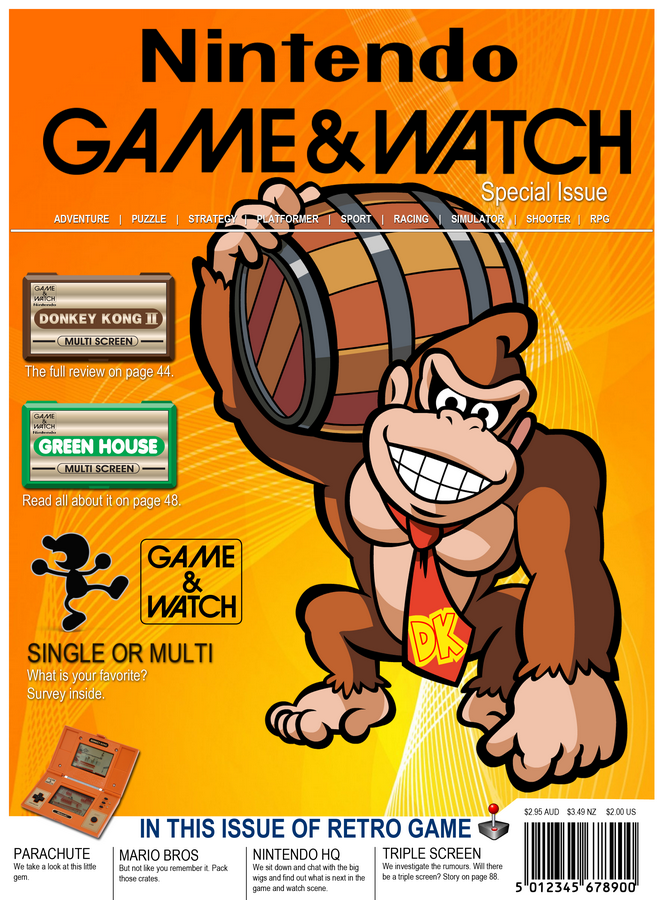 Nintendo
GAME & WATCH
Special Issue
ADVENTURE | PUZZLE | STRATEGY | PLATFORMER | SPORT | RACING | SIMULATOR | SHOOTER | RPG
GAME
&
WATCH
Nintendo
DONKEY KONG II
MULTI SCREEN
The full review on page 44.
GAME
&
WATCH
Nintendo
GREEN HOUSE
MULTI SCREEN
Read all about it on page 48.
GAME
&
WATCH
DK
SINGLE OR MULTI
What is your favorite?
Survey inside.
IN THIS ISSUE OF RETRO GAME
$2.95 AUD $3.49 NZ $2.00 US
PARACHUTE
We take a look at this little
gem.
MARIO BROS
But not like you remember it. Pack
those crates.
NINTENDO HQ
We sit down and chat with the big
wigs and find out what is next in the
game and watch scene.
TRIPLE SCREEN
We investigate the rumours. Will there
be a triple screen? Story on page 88.
5 012345 678900